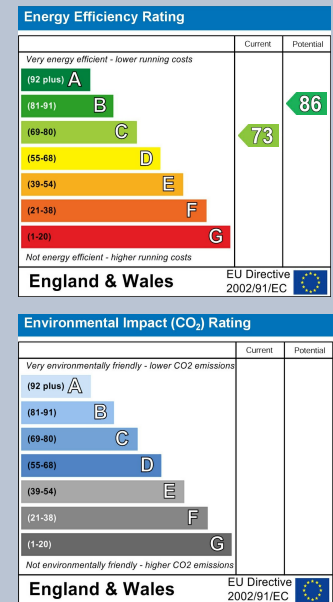 Energy Efficiency Rating
Current Potential
Very energy efficient - lower running costs
(92 plus) A
(81-91) B
86
(69-80) C
73
(55-68) D
(39-54) E
(21-38) F
(1-20) G
Not energy efficient - higher running costs
England & Wales
EU Directive
2002/91/EC
Environmental Impact (CO₂) Rating
Current Potential
Very environmentally friendly - lower CO2 emissions
(92 plus) A
(81-91) B
(69-80) C
(55-68) D
(39-54) E
(21-38) F
(1-20) G
Not environmentally friendly - higher CO2 emissions
England & Wales
EU Directive
2002/91/EC